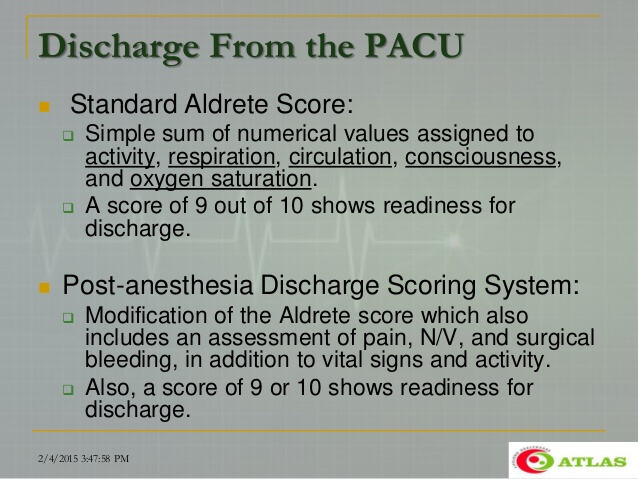 Discharge From the PACU
Standard Aldrete Score:
Simple sum of numerical values assigned to
activity, respiration, circulation, consciousness,
and oxygen saturation.
A score of 9 out of 10 shows readiness for
discharge.
Post-anesthesia Discharge Scoring System:
Modification of the Aldrete score which also
includes an assessment of pain, N/V, and surgical
bleeding, in addition to vital signs and activity.
Also, a score of 9 or 10 shows readiness for
discharge.
2/4/2015 3:47:58 PM
ATLAS